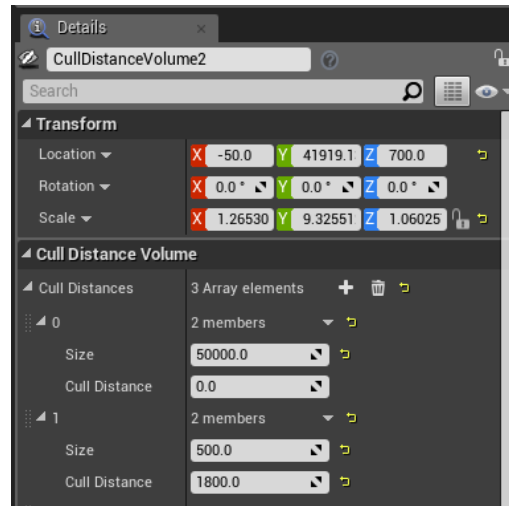 Details
CullDistanceVolume2
Search
Transform
Location X -50.0 Y 41919.1 Z 700.0
Rotation X 0.0 ° Y 0.0 ° Z 0.0 °
Scale X 1.26530 Y 9.32551 Z 1.06025
Cull Distance Volume
Cull Distances 3 Array elements
0 2 members
Size 50000.0
Cull Distance 0.0
1 2 members
Size 500.0
Cull Distance 1800.0